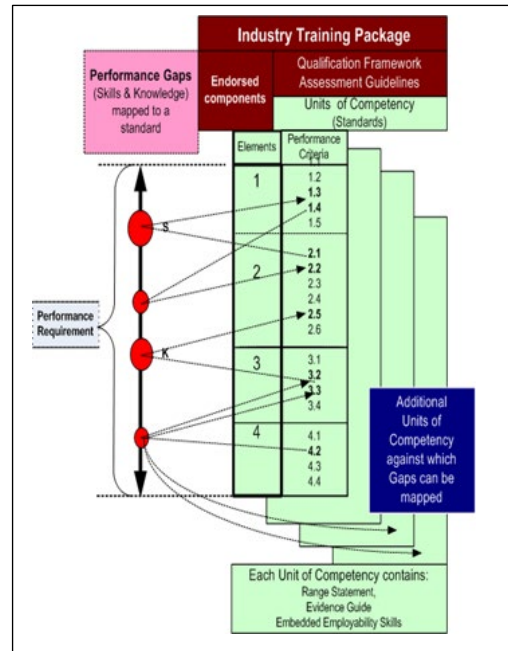 Industry Training Package
Performance Gaps
(Skills & Knowledge)
mapped to a
standard
Endorsed
components
Qualification Framework
Assessment Guidelines
Units of Competency
(Standards)
Elements
Performance
Criteria
1
1.1
1.2
1.3
1.4
1.5
S
2
2.1
2.2
2.3
2.4
2.5
2.6
Performance
Requirement
K
3
3.1
3.2
3.3
3.4
4
4.1
4.2
4.3
4.4
Additional
Units of
Competency
against which
Gaps can be
mapped
Each Unit of Competency contains:
Range Statement,
Evidence Guide
Embedded Employability Skills